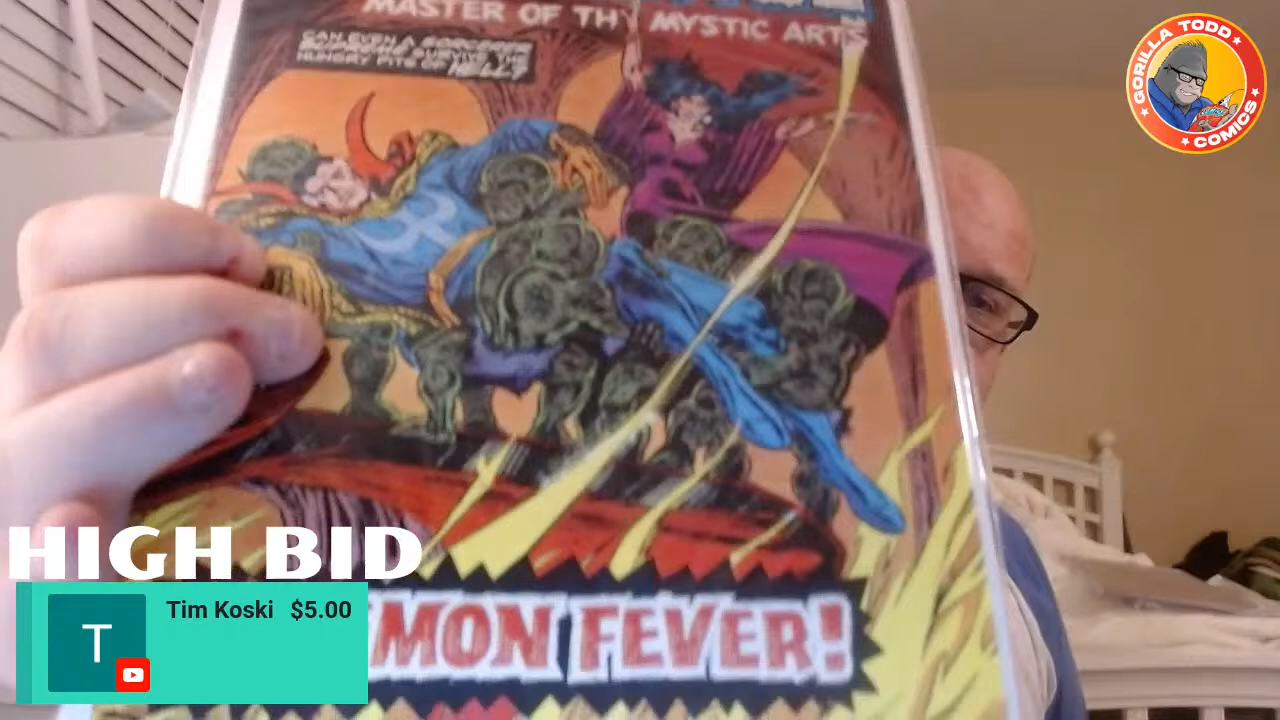 MASTER OF THY MYSTIC ARTS
CAN EVEN A SORCERER
SUPREME SURVIVE THE
HUNGRY PITS OF HELL?
GORILLA TODD
COMICS
HIGH BID
T
Tim Koski $5.00
MON FEVER!